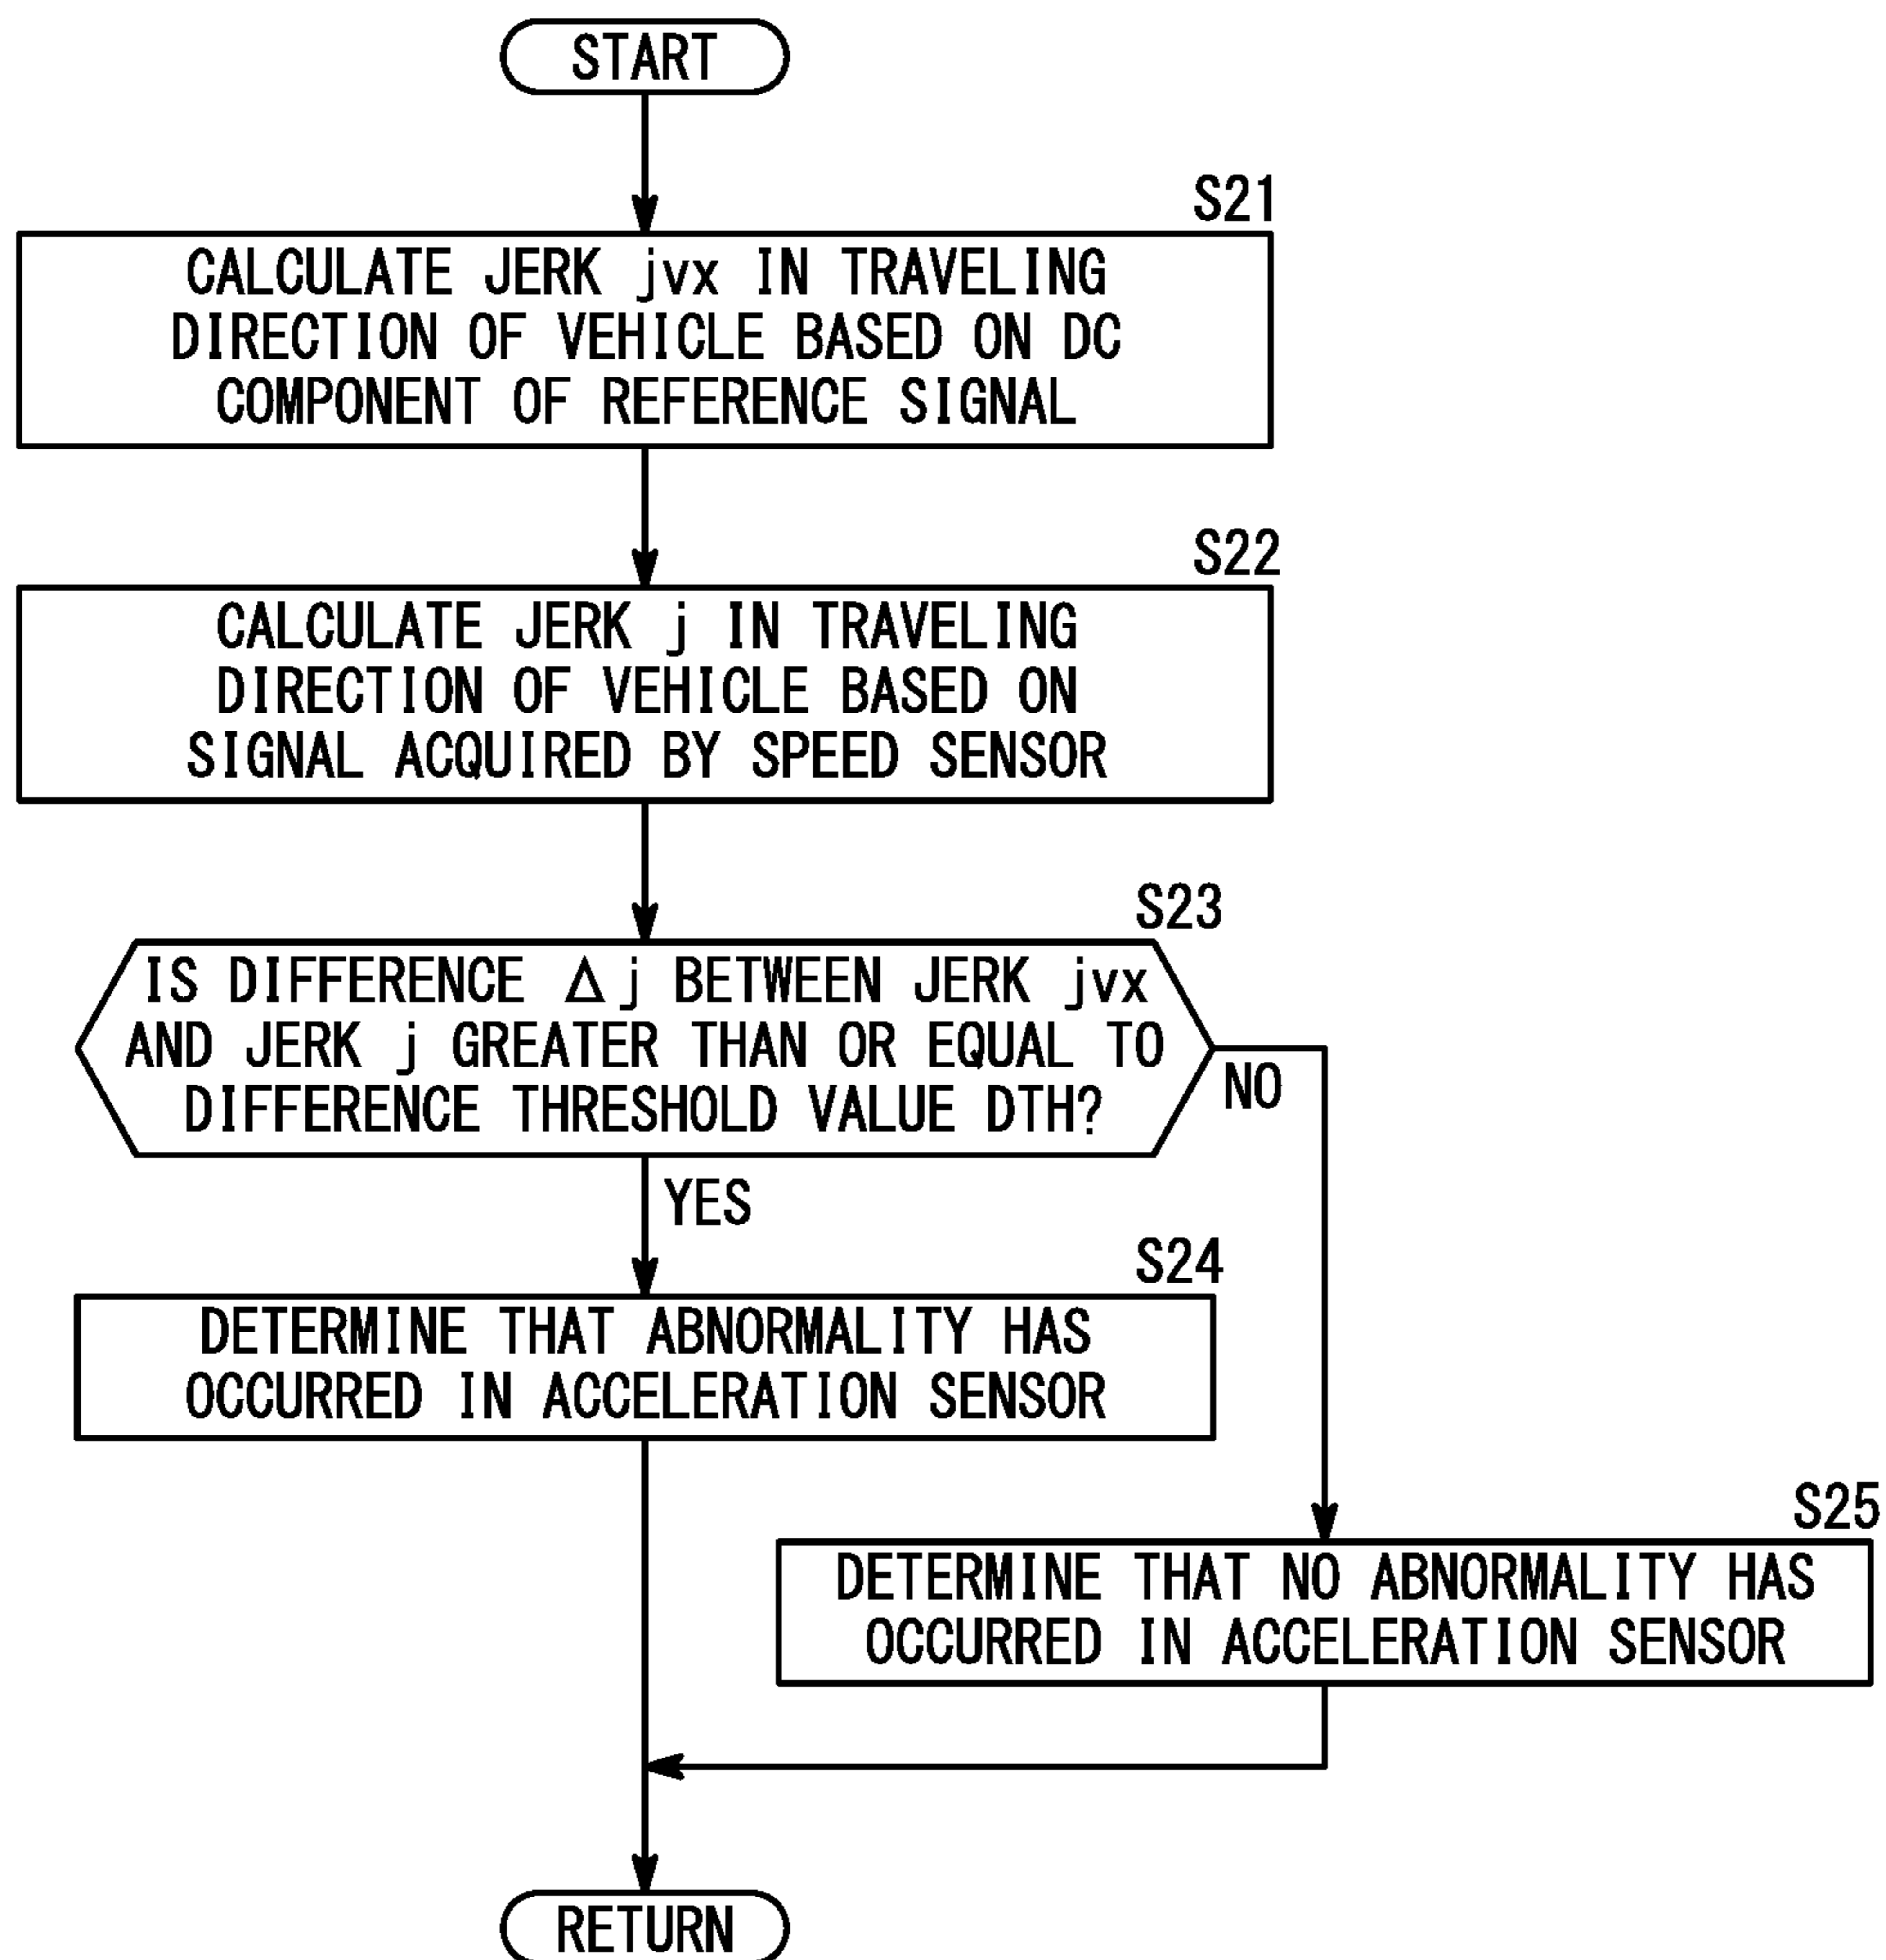 START
S21
CALCULATE JERK jvx IN TRAVELING
DIRECTION OF VEHICLE BASED ON DC
COMPONENT OF REFERENCE SIGNAL
S22
CALCULATE JERK j IN TRAVELING
DIRECTION OF VEHICLE BASED ON
SIGNAL ACQUIRED BY SPEED SENSOR
S23
IS DIFFERENCE Δj BETWEEN JERK jvx
AND JERK j GREATER THAN OR EQUAL TO
DIFFERENCE THRESHOLD VALUE DTH?
NO
YES
S24
DETERMINE THAT ABNORMALITY HAS
OCCURRED IN ACCELERATION SENSOR
S25
DETERMINE THAT NO ABNORMALITY HAS
OCCURRED IN ACCELERATION SENSOR
RETURN